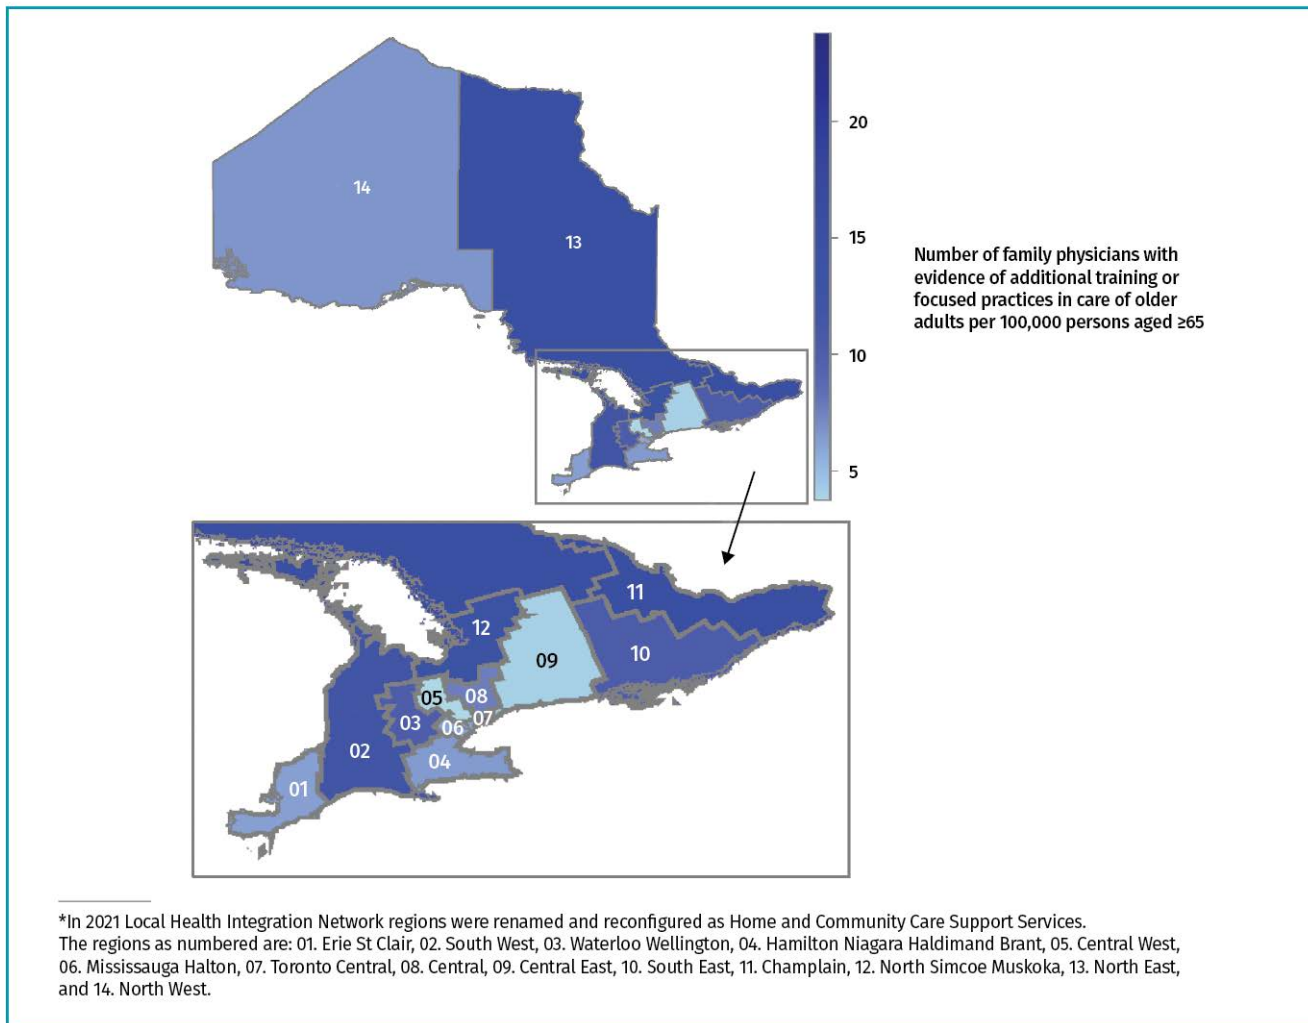 20
15
10
5
Number of family physicians with
evidence of additional training or
focused practices in care of older
adults per 100,000 persons aged ≥65
14
13
11
12
10
09
05
08
07
03
06
02
04
01
*In 2021 Local Health Integration Network regions were renamed and reconfigured as Home and Community Care Support Services.
The regions as numbered are: 01. Erie St Clair, 02. South West, 03. Waterloo Wellington, 04. Hamilton Niagara Haldimand Brant, 05. Central West,
06. Mississauga Halton, 07. Toronto Central, 08. Central, 09. Central East, 10. South East, 11. Champlain, 12. North Simcoe Muskoka, 13. North East,
and 14. North West.